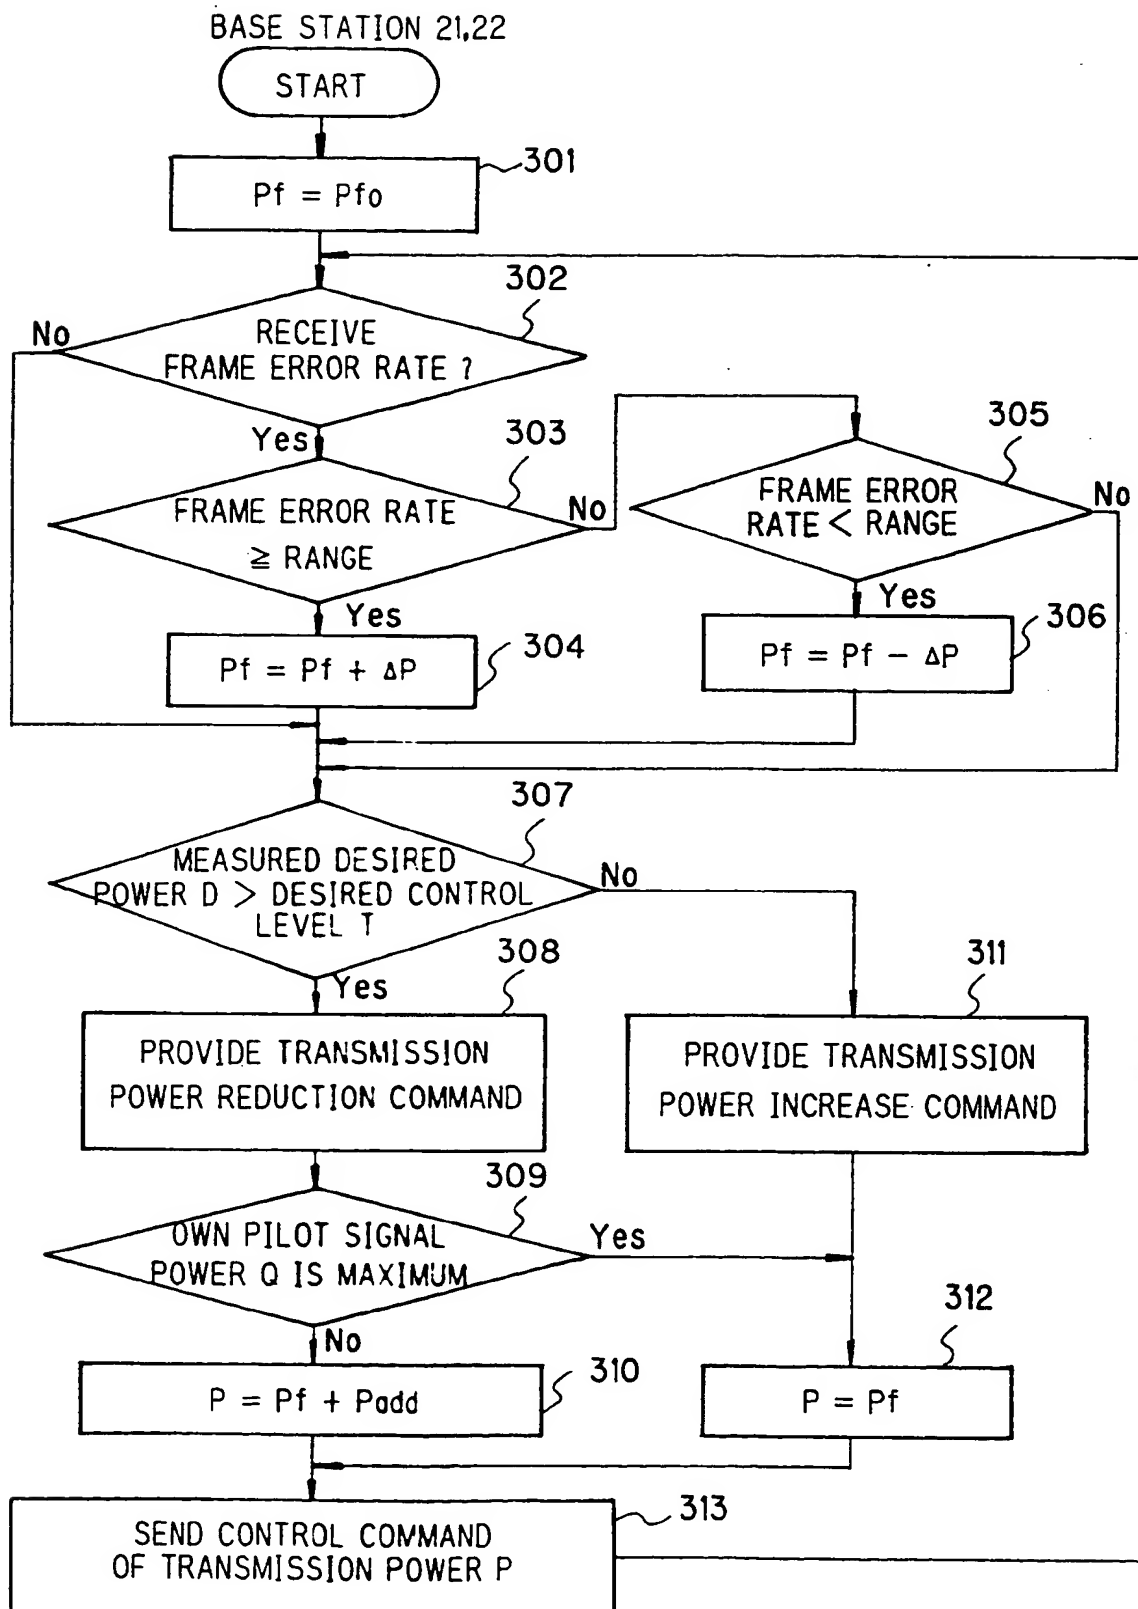 BASE STATION 21,22
START
301
Pf = Pfo
302
No
RECEIVE
FRAME ERROR RATE ?
Yes
303
305
FRAME ERROR RATE
≧ RANGE
No
FRAME ERROR
RATE < RANGE
No
Yes
304
Pf = Pf + ΔP
Yes
306
Pf = Pf − ΔP
307
MEASURED DESIRED
POWER D > DESIRED CONTROL
LEVEL T
No
Yes
308
311
PROVIDE TRANSMISSION
POWER REDUCTION COMMAND
PROVIDE TRANSMISSION
POWER INCREASE COMMAND
309
OWN PILOT SIGNAL
POWER Q IS MAXIMUM
Yes
No
310
312
P = Pf + Padd
P = Pf
313
SEND CONTROL COMMAND
OF TRANSMISSION POWER P